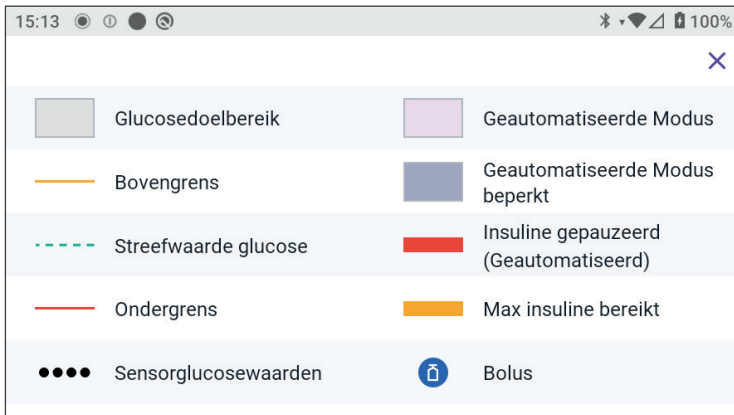 15:13
100%
Glucosedoelbereik
Geautomatiseerde Modus
Bovengrens
Geautomatiseerde Modus
beperkt
Streefwaarde glucose
Insuline gepauzeerd
(Geautomatiseerd)
Ondergrens
Max insuline bereikt
Sensorglucosewaarden
Bolus